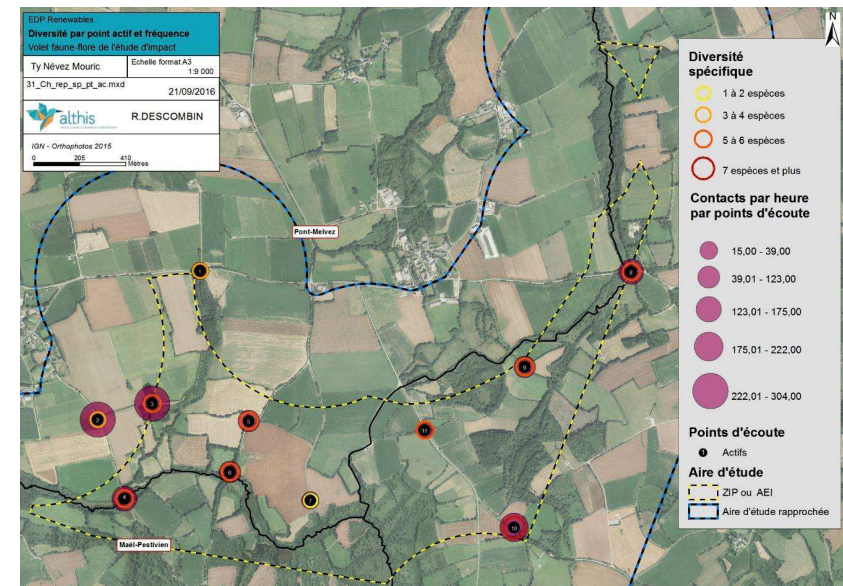 EDP Renewables
Diversité par point actif et fréquence
Volet faune-flore de l'étude d'impact
Ty Névez Mouric
Echelle format A3
1:9 000
31_Ch_rep_sp_pt_ac.mxd
21/09/2016
althis
R.DESCOMBIN
IGN - Orthophotos 2015
0 205 410
Mètres
N
Diversité
spécifique
1 à 2 espèces
3 à 4 espèces
5 à 6 espèces
7 espèces et plus
Contacts par heure
par points d'écoute
15,00 - 39,00
39,01 - 123,00
123,01 - 175,00
175,01 - 222,00
222,01 - 304,00
Points d'écoute
1 Actifs
Aire d'étude
ZIP ou AEI
Aire d'étude rapprochée
Pont-Melvez
1
8
9
2
3
5
11
6
4
7
10
Maël-Pestivien